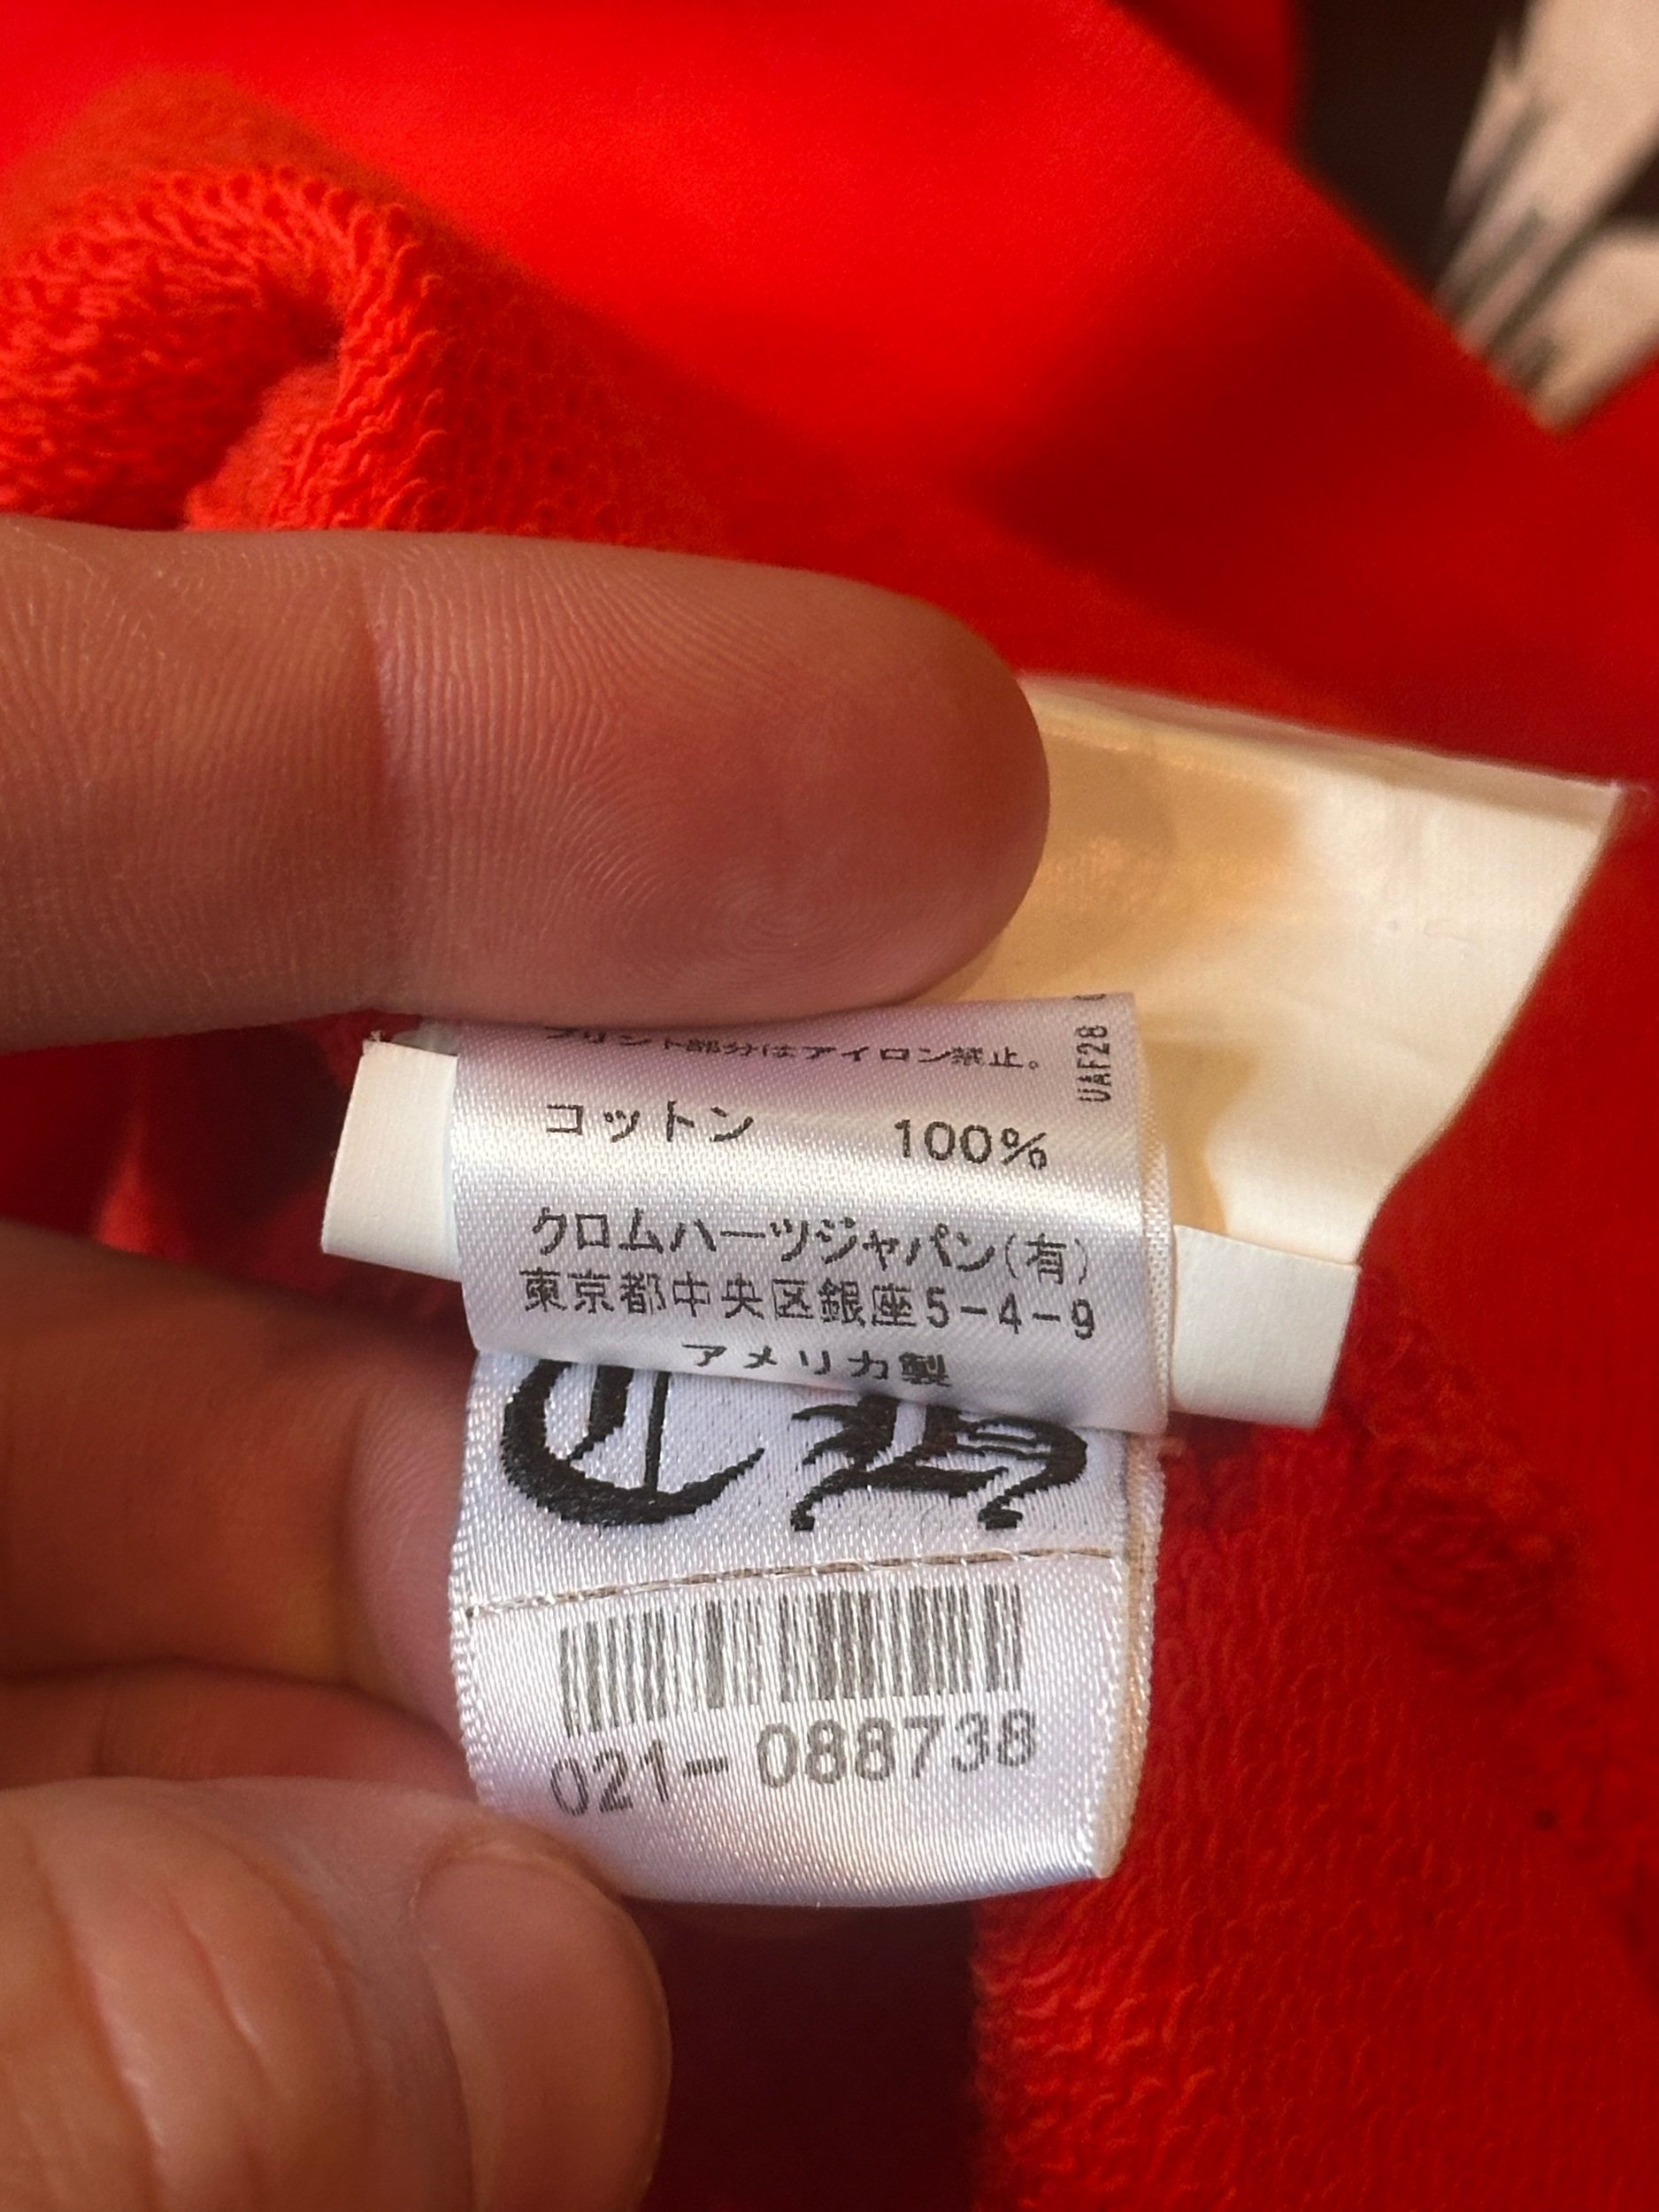 プリント部分はアイロン禁止。
UAF28
コットン 100%
クロムハーツジャパン(有)
東京都中央区銀座5-4-9
アメリカ製
CH
021-088738